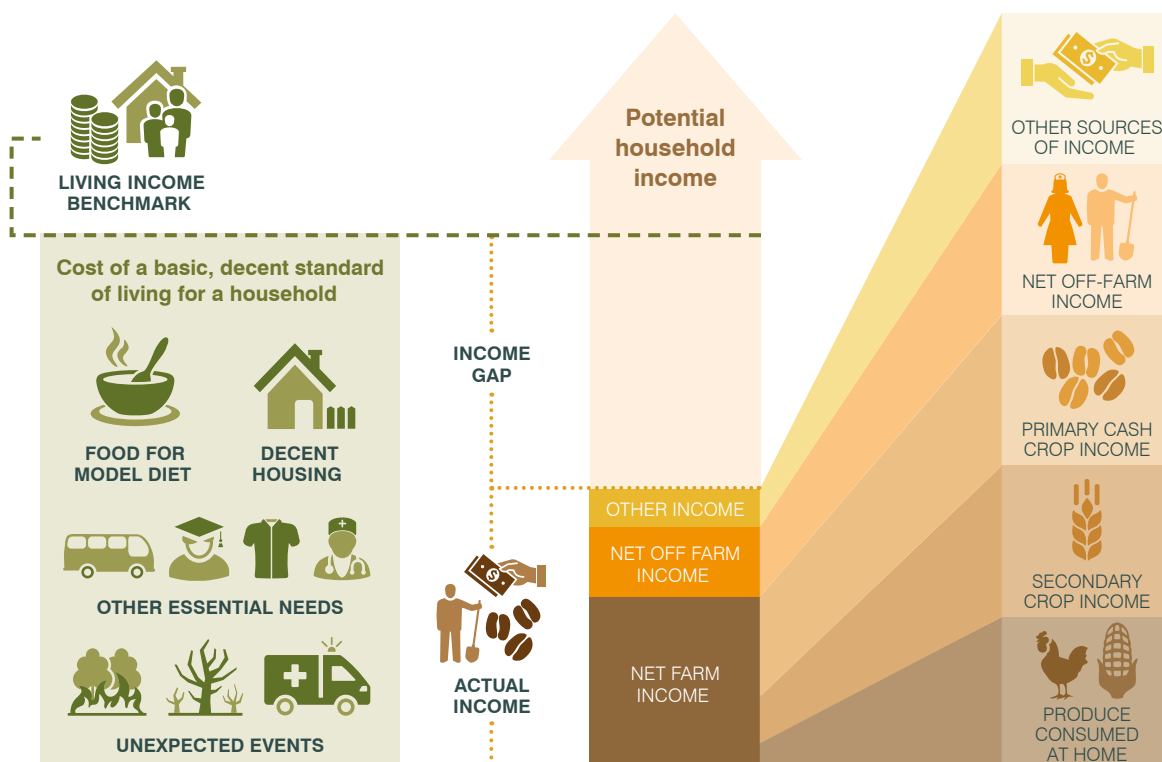 LIVING INCOME
BENCHMARK
Cost of a basic, decent standard
of living for a household
FOOD FOR
MODEL DIET
DECENT
HOUSING
OTHER ESSENTIAL NEEDS
UNEXPECTED EVENTS
INCOME
GAP
ACTUAL
INCOME
Potential
household
income
OTHER INCOME
NET OFF FARM
INCOME
NET FARM
INCOME
OTHER SOURCES
OF INCOME
NET OFF-FARM
INCOME
PRIMARY CASH
CROP INCOME
SECONDARY
CROP INCOME
PRODUCE
CONSUMED
AT HOME